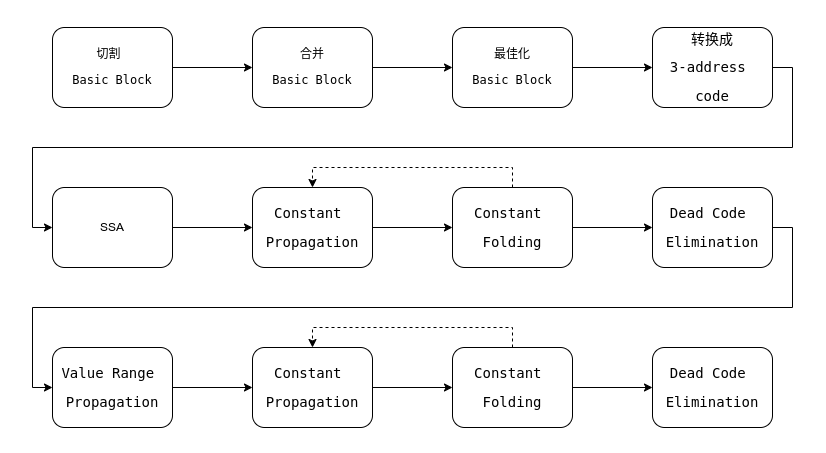 切割
Basic Block
合并
Basic Block
最佳化
Basic Block
转换成
3-address
code
SSA
Constant
Propagation
Constant
Folding
Dead Code
Elimination
Value Range
Propagation
Constant
Propagation
Constant
Folding
Dead Code
Elimination